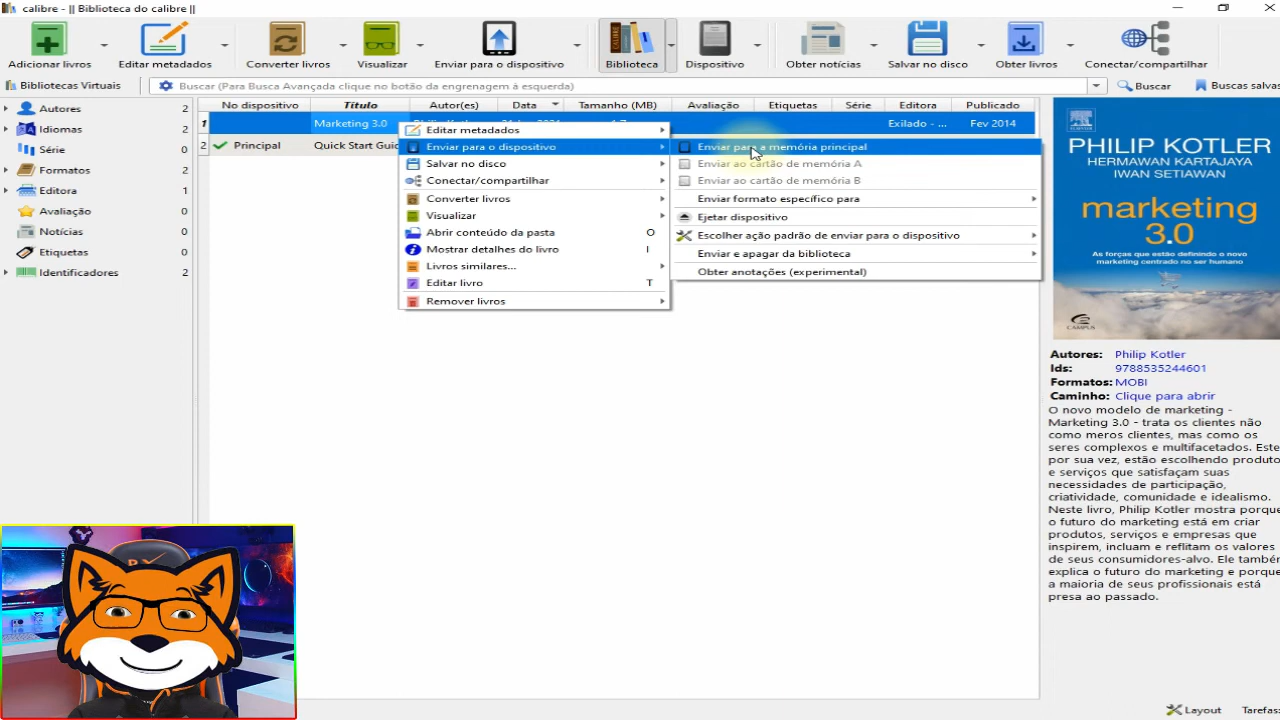 calibre - || Biblioteca do calibre ||
Adicionar livros
Editar metadados
Converter livros
Visualizar
Enviar para o dispositivo
Biblioteca
Dispositivo
Obter notícias
Salvar no disco
Obter livros
Conectar/compartilhar
Bibliotecas Virtuais
Buscar (Para Busca Avançada clique no botão da engrenagem à esquerda)
Buscar
Buscas salvas
Autores 2
Idiomas 2
Série 0
Formatos 2
Editora 1
Avaliação 0
Notícias 0
Etiquetas 0
Identificadores 2
No dispositivo Título Autor(es) Data Tamanho (MB) Avaliação Etiquetas Série Editora Publicado
1 Marketing 3.0 Exilado - ... Fev 2014
2 Principal Quick Start Guid
Editar metadados
Enviar para o dispositivo
Salvar no disco
Conectar/compartilhar
Converter livros
Visualizar
Abrir conteúdo da pasta O
Mostrar detalhes do livro I
Livros similares...
Editar livro T
Remover livros
Enviar para a memória principal
Enviar ao cartão de memória A
Enviar ao cartão de memória B
Enviar formato específico para
Ejetar dispositivo
Escolher ação padrão de enviar para o dispositivo
Enviar e apagar da biblioteca
Obter anotações (experimental)
PHILIP KOTLER
HERMAWAN KARTAJAYA
IWAN SETIAWAN
marketing
3.0
As forças que estão definindo o novo
marketing centrado no ser humano
CAMPUS
Autores: Philip Kotler
Ids: 9788535244601
Formatos: MOBI
Caminho: Clique para abrir
O novo modelo de marketing -
Marketing 3.0 - trata os clientes não
como meros clientes, mas como os
seres complexos e multifacetados. Este
por sua vez, estão escolhendo produto
e serviços que satisfaçam suas
necessidades de participação,
criatividade, comunidade e idealismo.
Neste livro, Philip Kotler mostra porque
o futuro do marketing está em criar
produtos, serviços e empresas que
inspirem, incluam e reflitam os valores
de seus consumidores-alvo. Ele també
explica o futuro do marketing e porque
a maioria de seus profissionais está
presa ao passado.
Layout
Tarefas: